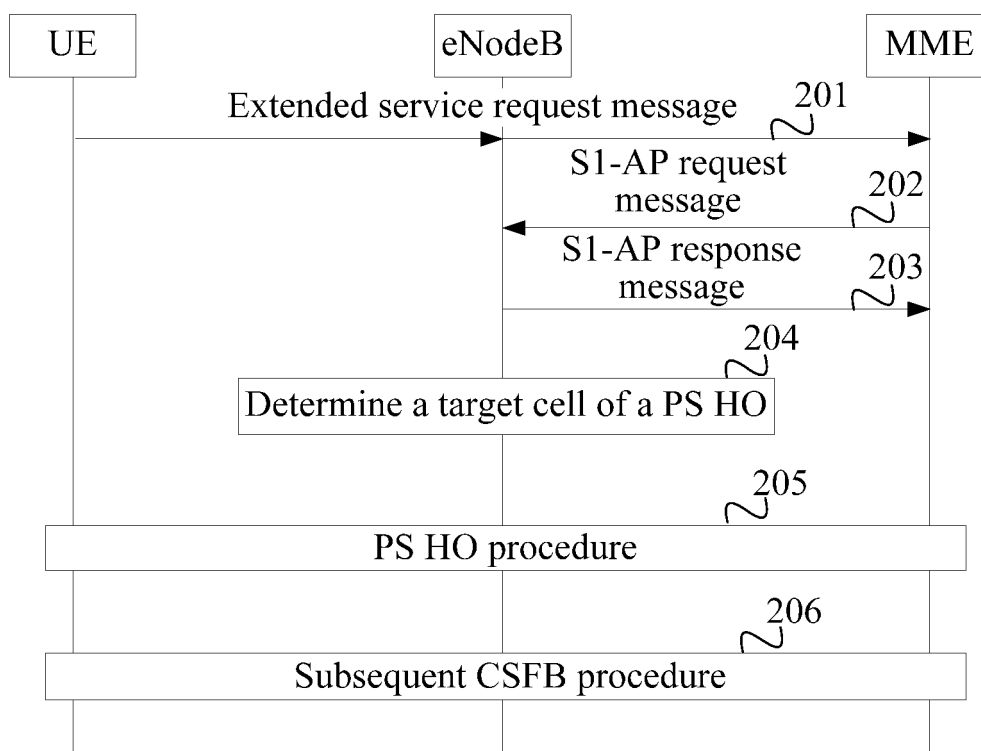 UE
eNodeB
MME
Extended service request message
201
S1-AP request
message
202
S1-AP response
message
203
204
Determine a target cell of a PS HO
205
PS HO procedure
206
Subsequent CSFB procedure